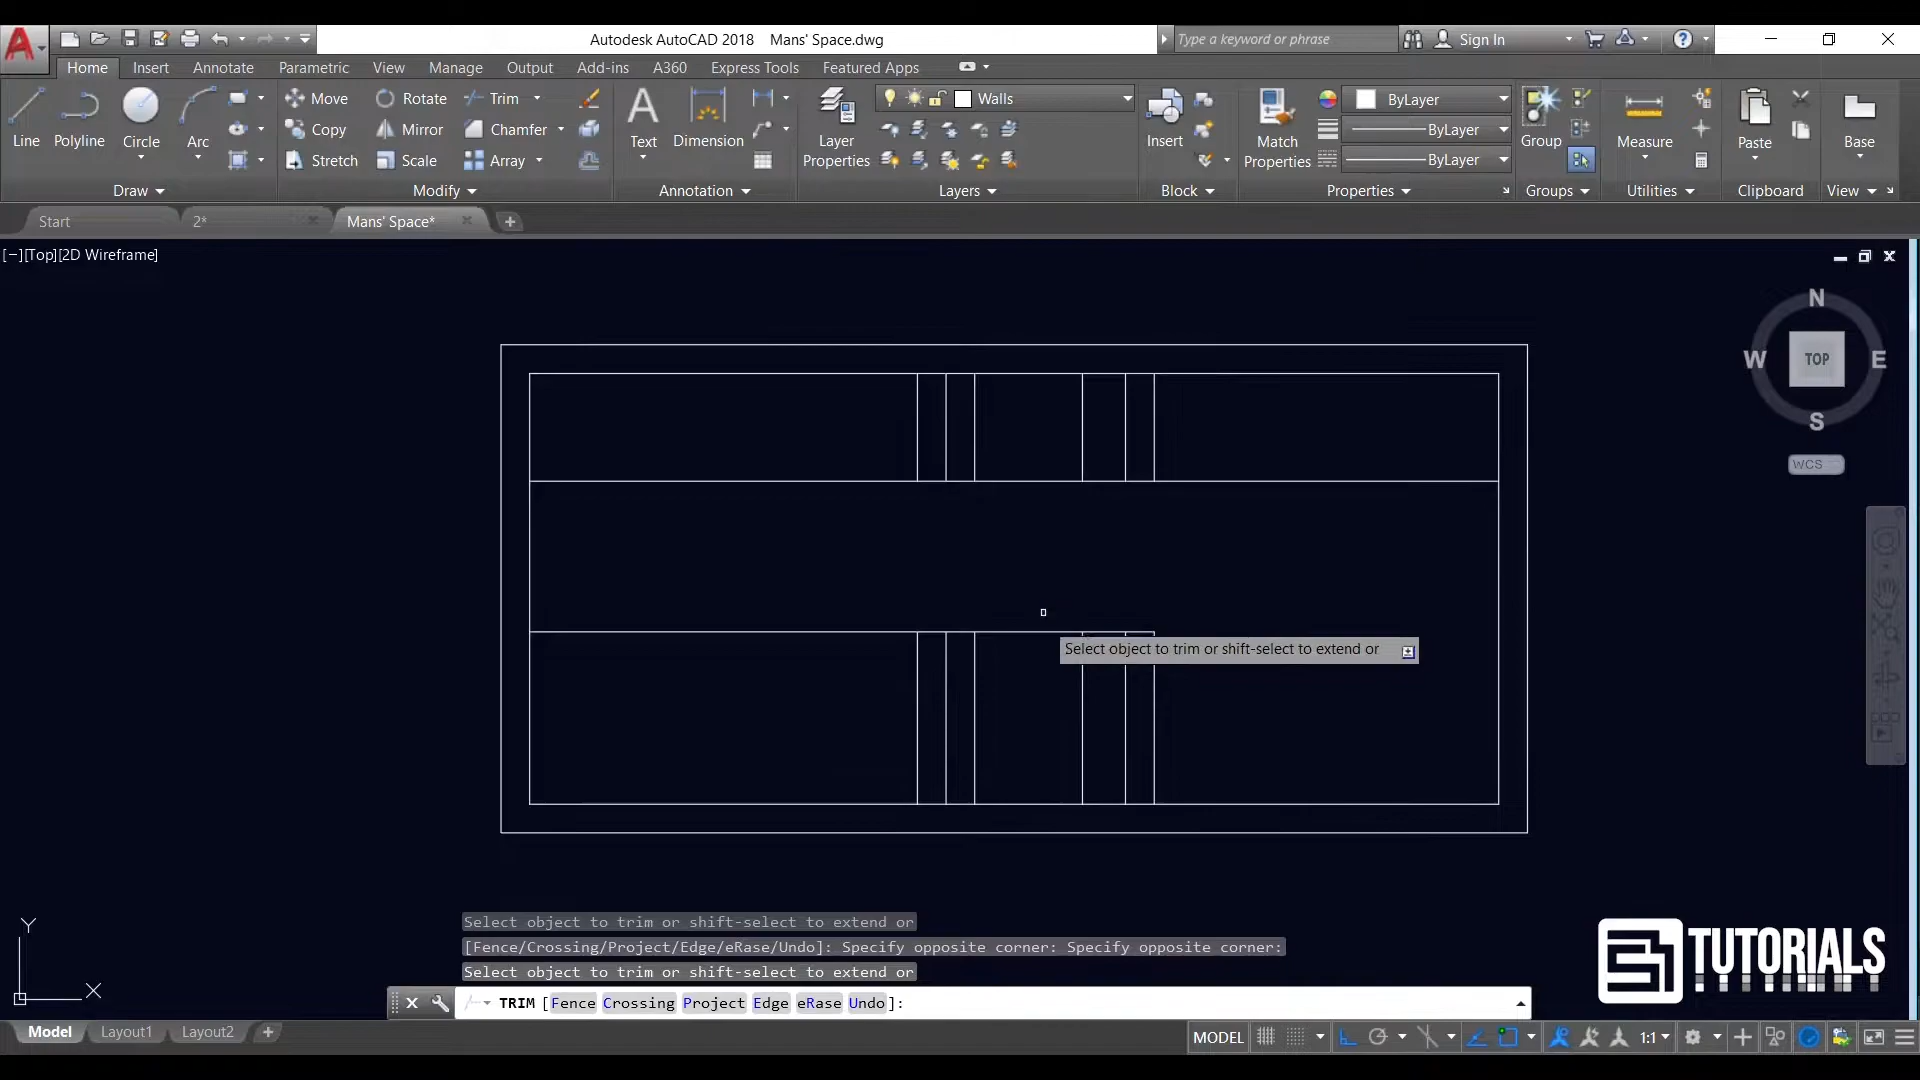 Autodesk AutoCAD 2018 Mans' Space.dwg
Type a keyword or phrase
Sign In
Home Insert Annotate Parametric View Manage Output Add-ins A360 Express Tools Featured Apps
Line
Polyline
Circle
Arc
Draw
Move
Rotate
Trim
Copy
Mirror
Chamfer
Stretch
Scale
Array
Modify
A
Text
Dimension
Annotation
Layer Properties
Walls
Layers
Insert
Block
Match Properties
ByLayer
ByLayer
ByLayer
Properties
Group
Groups
Measure
Utilities
Paste
Clipboard
Base
View
Start
2*
Mans' Space*
[−][Top][2D Wireframe]
N
W
TOP
E
S
WCS
Select object to trim or shift-select to extend or
Y
X
Select object to trim or shift-select to extend or
[Fence/Crossing/Project/Edge/eRase/Undo]: Specify opposite corner: Specify opposite corner:
Select object to trim or shift-select to extend or
TRIM [Fence Crossing Project Edge eRase Undo]:
TUTORIALS
Model Layout1 Layout2
MODEL
1:1